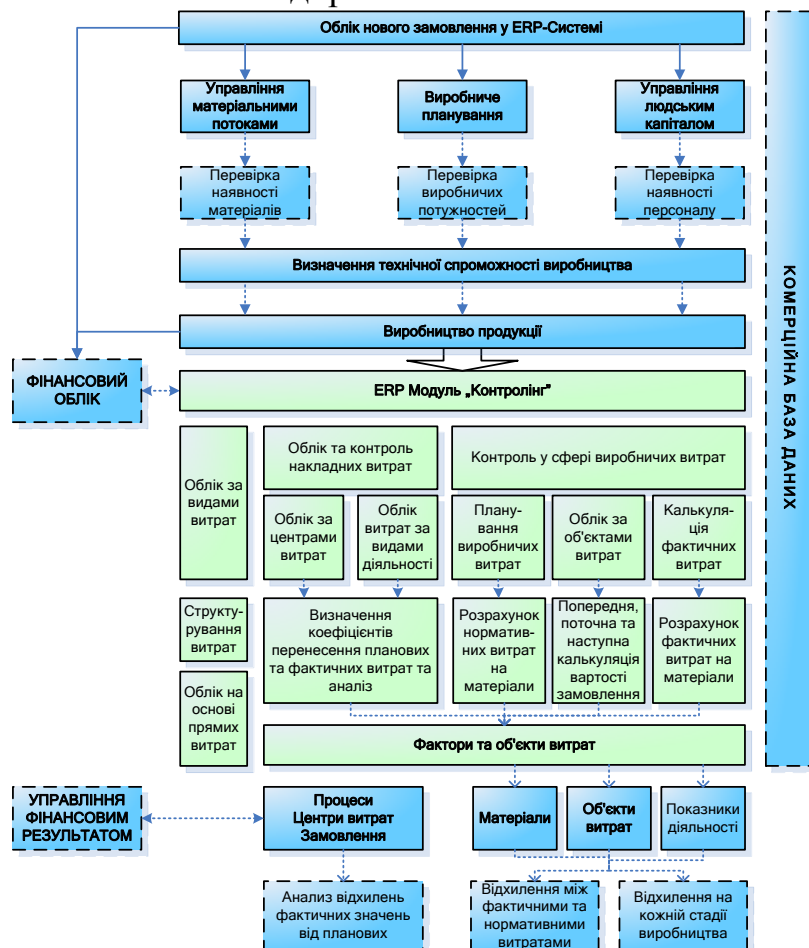 Облік нового замовлення у ERP-Системі
Управління
матеріальними
потоками
Виробниче
планування
Управління
людським
капіталом
Перевірка
наявності
матеріалів
Перевірка
виробничих
потужностей
Перевірка
наявності
персоналу
Визначення технічної спроможності виробництва
Виробництво продукції
ФІНАНСОВИЙ
ОБЛІК
ERP Модуль „Контролінг"
КОМЕРЦІЙНА БАЗА ДАНИХ
Облік за
видами
витрат
Облік та контроль
накладних витрат
Контроль у сфері виробничих витрат
Облік за
центрами
витрат
Облік
витрат за
видами
діяльності
Плану-
вання
виробничих
витрат
Облік за
об'єктами
витрат
Калькуля-
ція
фактичних
витрат
Структу-
рування
витрат
Визначення
коефіцієнтів
перенесення планових
та фактичних витрат та
аналіз
Розрахунок
норматив-
них витрат
на
матеріали
Попередня,
поточна та
наступна
калькуляція
вартості
замовлення
Розрахунок
фактичних
витрат на
матеріали
Облік на
основі
прямих
витрат
Фактори та об'єкти витрат
УПРАВЛІННЯ
ФІНАНСОВИМ
РЕЗУЛЬТАТОМ
Процеси
Центри витрат
Замовлення
Матеріали
Об'єкти
витрат
Показники
діяльності
Анализ відхилень
фактичних значень
від планових
Відхилення між
фактичними та
нормативними
витратами
Відхилення на
кожній стадії
виробництва